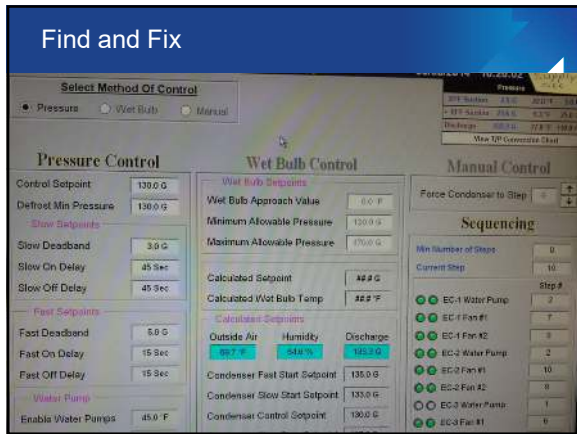 Find and Fix
Select Method Of Control
Pressure Wet Bulb Manual
Pressure
View T/P Conversion Chart
Pressure Control
Control Setpoint 130.0 G
Defrost Min Pressure 130.0 G
Slow Setpoints
Slow Deadband 3.0 G
Slow On Delay 45 Sec
Slow Off Delay 45 Sec
Fast Setpoints
Fast Deadband 5.0 G
Fast On Delay 15 Sec
Fast Off Delay 15 Sec
Water Pump
Enable Water Pumps 45.0 °F
Wet Bulb Control
Wet Bulb Setpoints
Wet Bulb Approach Value
Minimum Allowable Pressure 120.0 G
Maximum Allowable Pressure 170.0 G
Calculated Setpoint ##.# G
Calculated Wet Bulb Temp ##.# °F
Calculated Setpoints
Outside Air Humidity Discharge
Condenser Fast Start Setpoint 135.0 G
Condenser Slow Start Setpoint 133.0 G
Condenser Control Setpoint 130.0 G
Manual Control
Force Condenser to Step
Sequencing
Min Number of Steps 0
Current Step 10
Step #
EC-1 Water Pump 2
EC-1 Fan #1 7
EC-1 Fan #2
EC-2 Water Pump 2
EC-2 Fan #1 10
EC-2 Fan #2
EC-3 Water Pump 1
EC-3 Fan #1